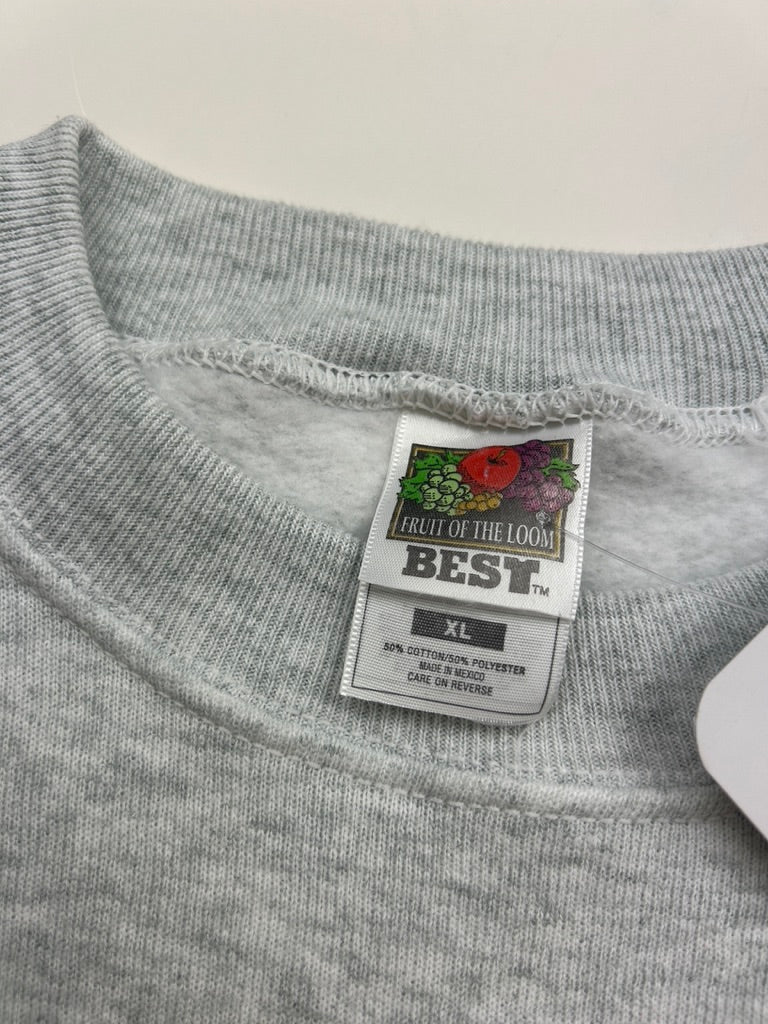 FRUIT OF THE LOOM
BEST™
XL
50% COTTON/50% POLYESTER
MADE IN MEXICO
CARE ON REVERSE